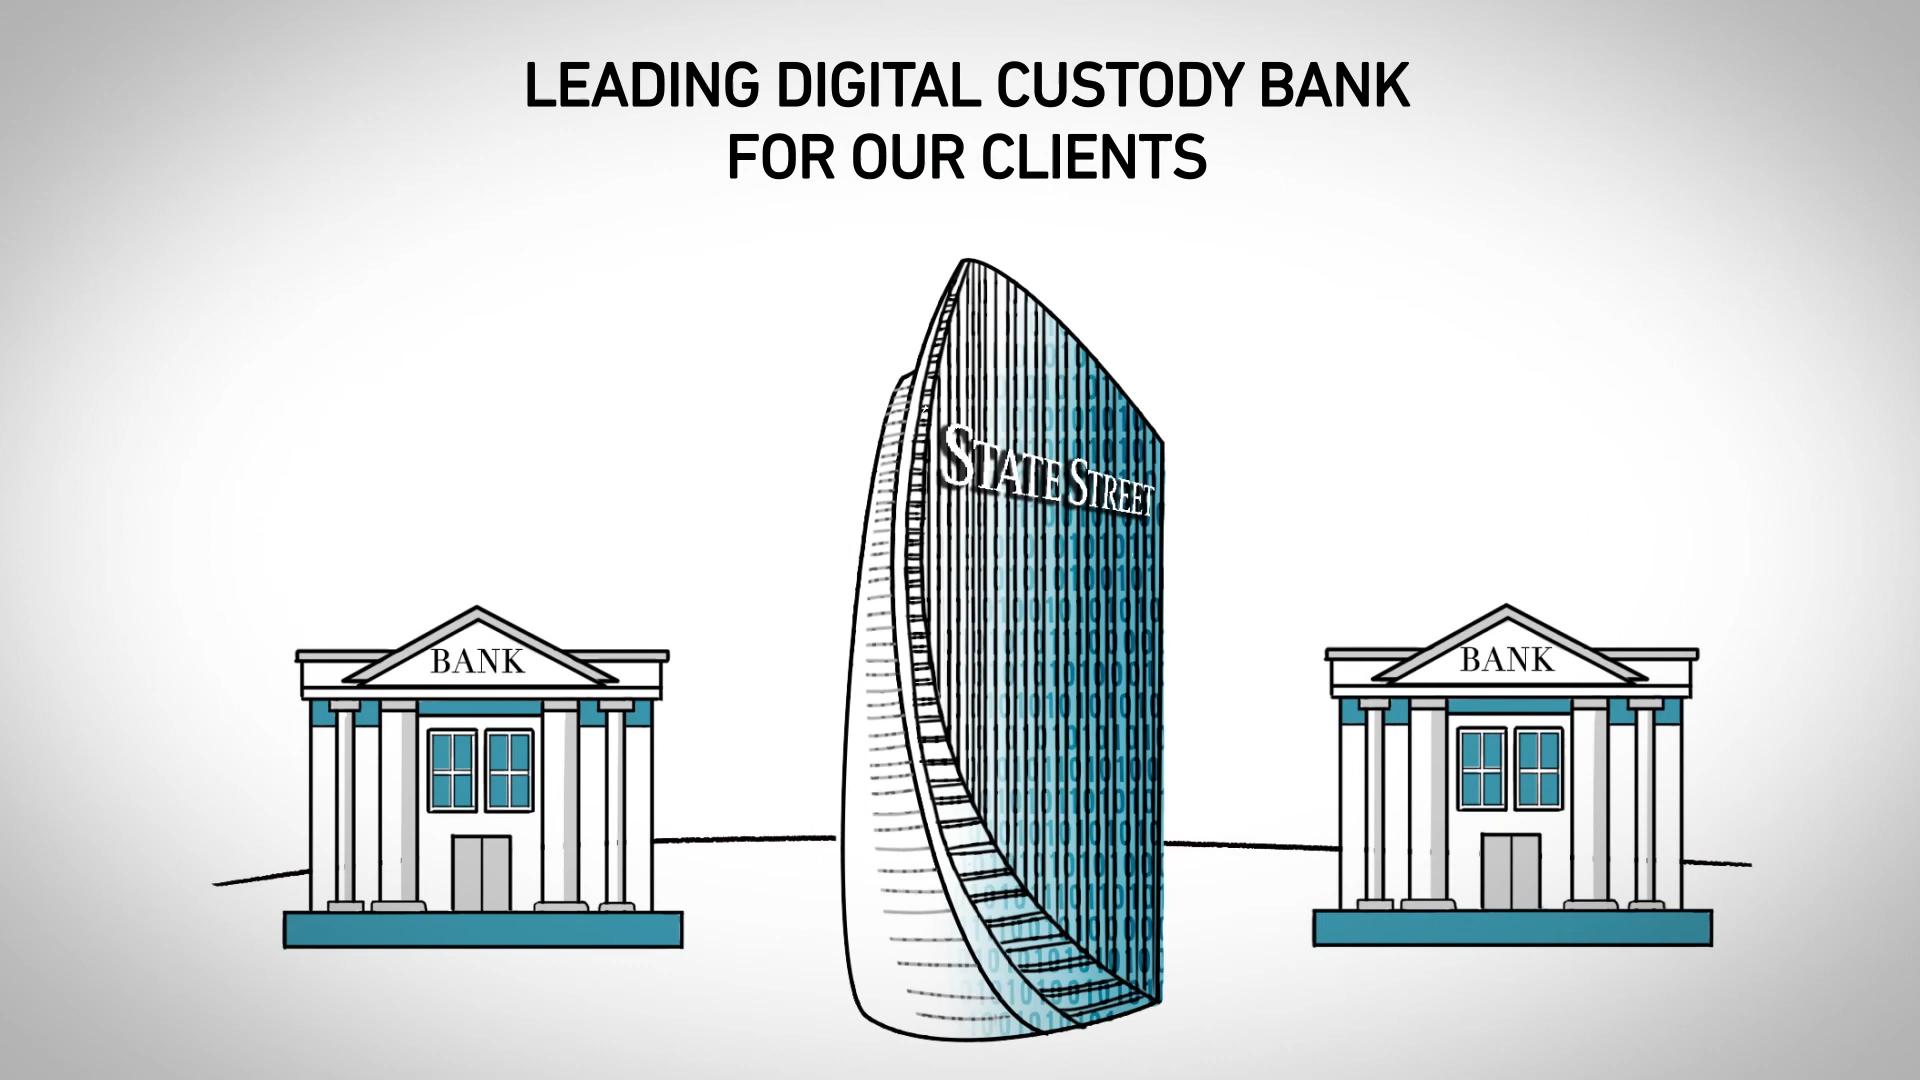 LEADING DIGITAL CUSTODY BANK
FOR OUR CLIENTS
STATE STREET
BANK
BANK